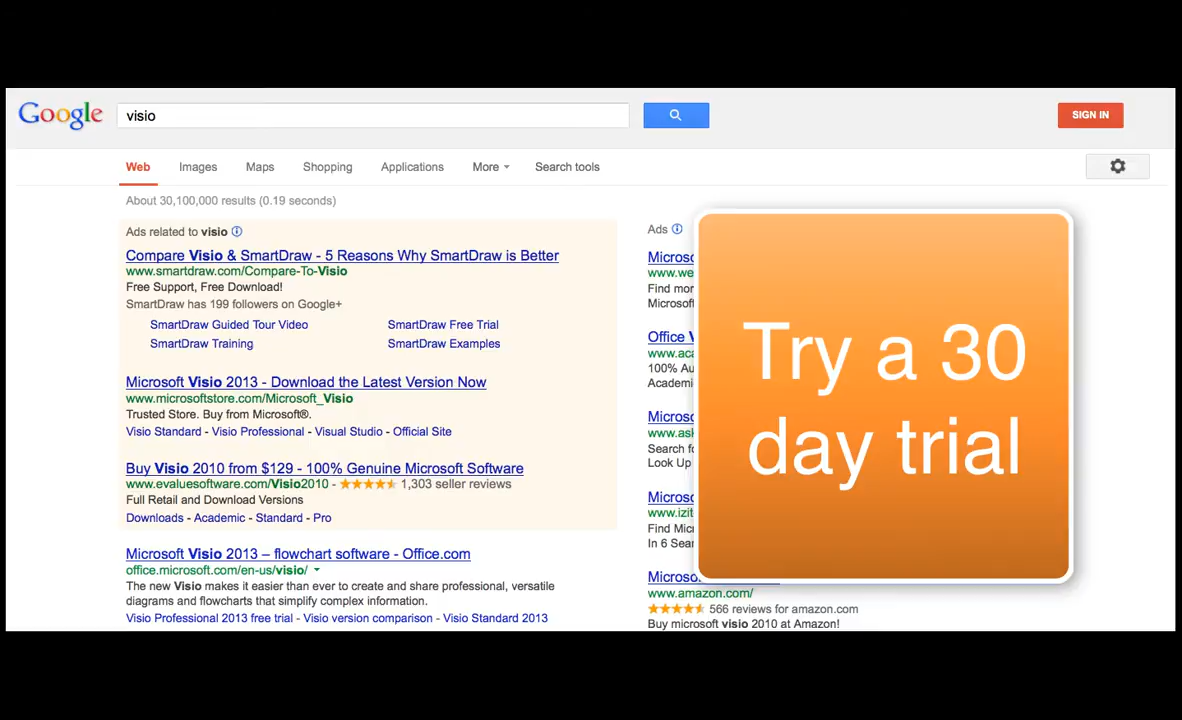 Google
visio
SIGN IN
Web Images Maps Shopping Applications More Search tools
About 30,100,000 results (0.19 seconds)
Ads related to visio
Compare Visio & SmartDraw - 5 Reasons Why SmartDraw is Better
www.smartdraw.com/Compare-To-Visio
Free Support, Free Download!
SmartDraw has 199 followers on Google+
SmartDraw Guided Tour Video SmartDraw Free Trial
SmartDraw Training SmartDraw Examples
Microsoft Visio 2013 - Download the Latest Version Now
www.microsoftstore.com/Microsoft_Visio
Trusted Store. Buy from Microsoft®.
Visio Standard - Visio Professional - Visual Studio - Official Site
Buy Visio 2010 from $129 - 100% Genuine Microsoft Software
www.evaluesoftware.com/Visio2010 - 1,303 seller reviews
Full Retail and Download Versions
Downloads - Academic - Standard - Pro
Microsoft Visio 2013 – flowchart software - Office.com
office.microsoft.com/en-us/visio/
The new Visio makes it easier than ever to create and share professional, versatile
diagrams and flowcharts that simplify complex information.
Visio Professional 2013 free trial - Visio version comparison - Visio Standard 2013
Ads
Find
100%
Search
Look Up
Find
In 6
www.amazon.com/
566 reviews for amazon.com
Buy microsoft visio 2010 at Amazon!
Try a 30
day trial